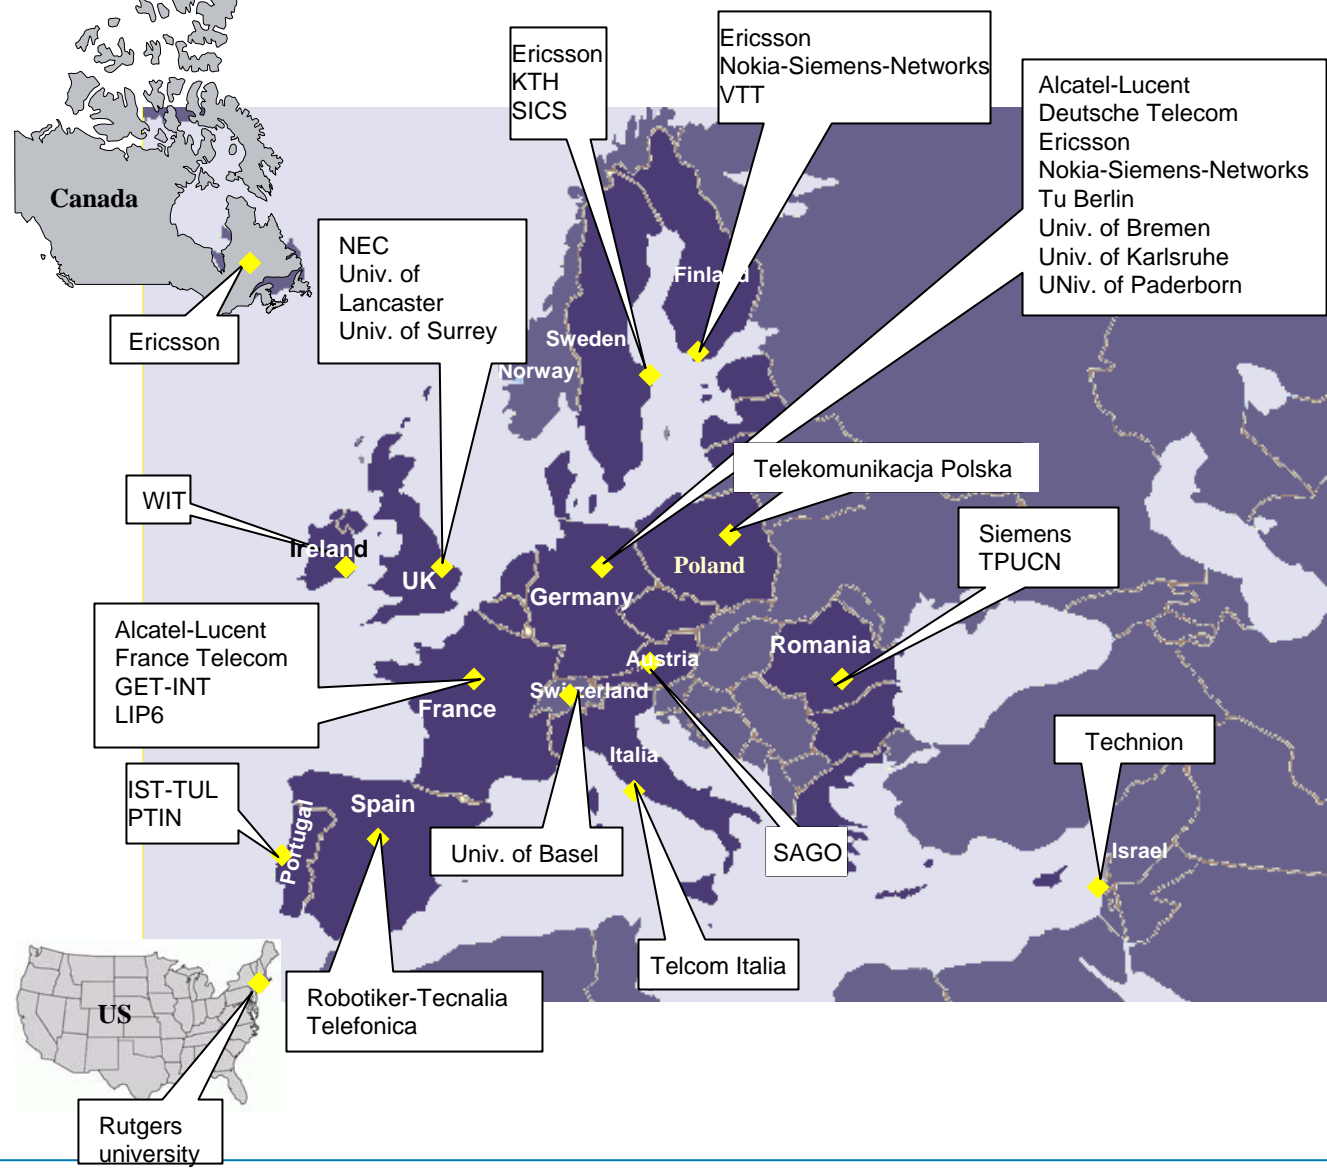 Ericsson
KTH
SICS
Ericsson
Nokia-Siemens-Networks
VTT
Alcatel-Lucent
Deutsche Telecom
Ericsson
Nokia-Siemens-Networks
Tu Berlin
Univ. of Bremen
Univ. of Karlsruhe
UNiv. of Paderborn
Canada
NEC
Univ. of
Lancaster
Univ. of Surrey
Finland
Ericsson
Sweden
Norway
Telekomunikacja Polska
WIT
Ireland
UK
Siemens
TPUCN
Poland
Germany
Alcatel-Lucent
France Telecom
GET-INT
LIP6
Romania
Austria
Switzerland
France
Technion
Italia
IST-TUL
PTIN
Spain
Portugal
Univ. of Basel
SAGO
Israel
Telcom Italia
Robotiker-Tecnalia
Telefonica
US
Rutgers
university